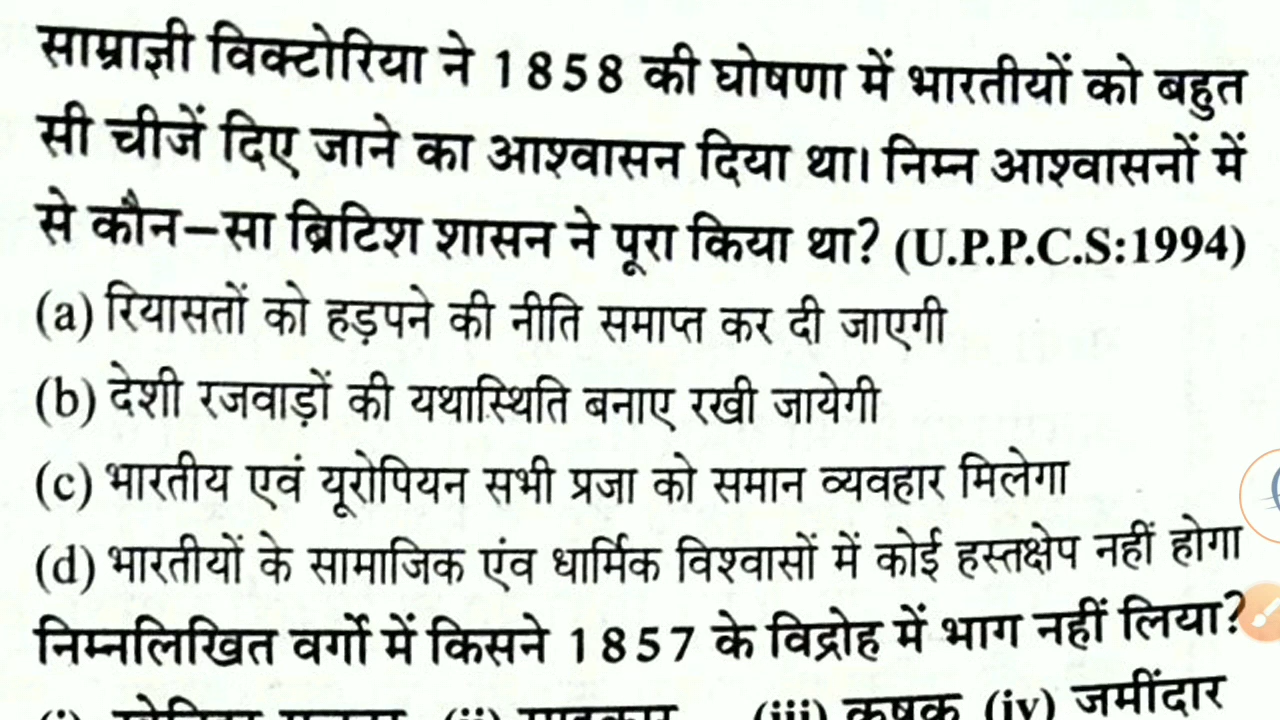 साम्राज्ञी विक्टोरिया ने 1858 की घोषणा में भारतीयों को बहुत
सी चीजें दिए जाने का आश्वासन दिया था। निम्न आश्वासनों में
से कौन–सा ब्रिटिश शासन ने पूरा किया था? (U.P.P.C.S:1994)
(a) रियासतों को हड़पने की नीति समाप्त कर दी जाएगी
(b) देशी रजवाड़ों की यथास्थिति बनाए रखी जायेगी
(c) भारतीय एवं यूरोपियन सभी प्रजा को समान व्यवहार मिलेगा
(d) भारतीयों के सामाजिक एंव धार्मिक विश्वासों में कोई हस्तक्षेप नहीं होगा
निम्नलिखित वर्गो में किसने 1857 के विद्रोह में भाग नहीं लिया?
(ii) (iii) कृषक (iv) जमींदार